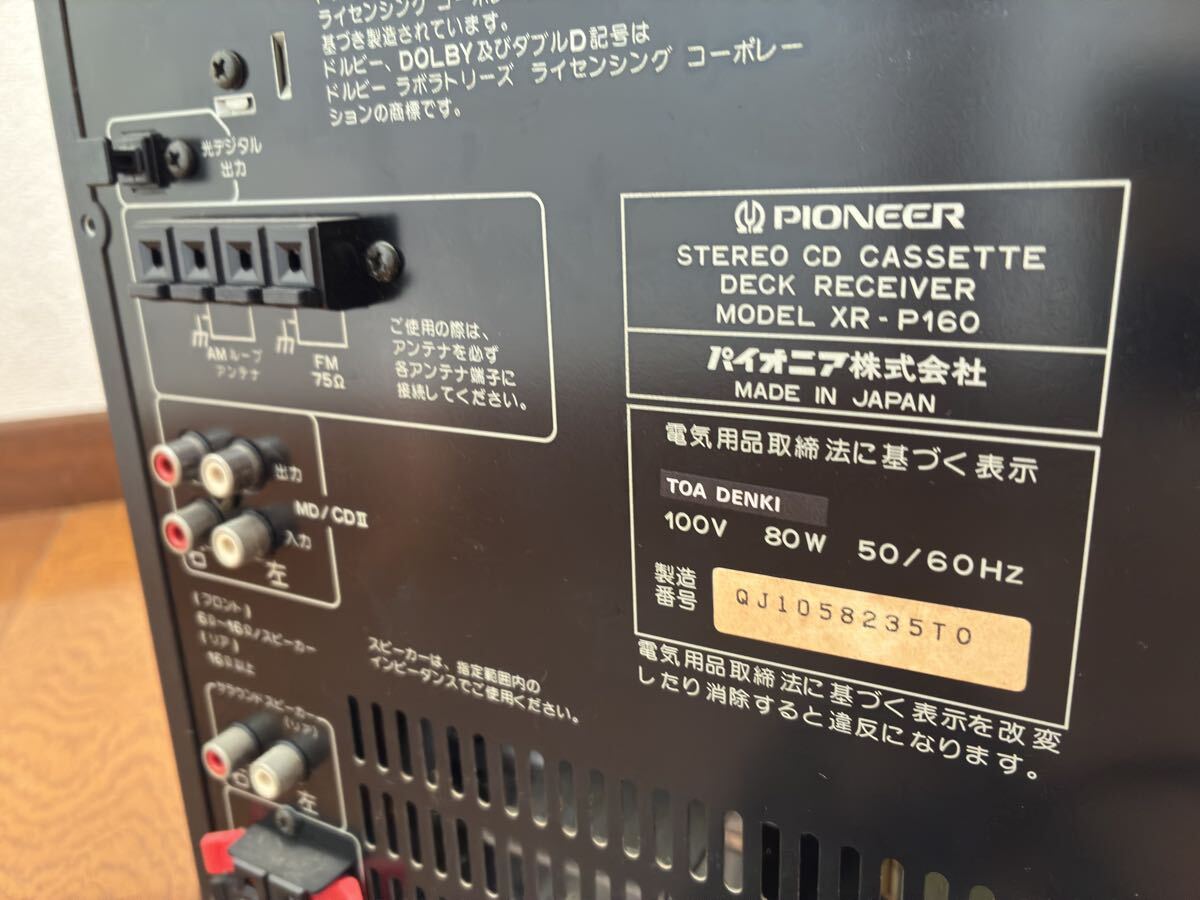 ライセンシング コーポレ
基づき製造されています。
ドルビー、DOLBY及びダブルD記号は
ドルビー ラボラトリーズ ライセンシング コーポレー
ションの商標です。
光デジタル
出力
AMループ
アンテナ
FM
75Ω
ご使用の際は、
アンテナを必ず
各アンテナ端子に
接続してください。
出力
MD/CDⅡ
入力
右
左
(フロント)
6Ω~16Ω/スピーカー
(リア)
16Ω以上
スピーカーは、指定範囲内の
インピーダンスでご使用ください。
サラウンドスピーカー
(リア)
右
左
PIONEER
STEREO CD CASSETTE
DECK RECEIVER
MODEL XR-P160
パイオニア株式会社
MADE IN JAPAN
電気用品取締法に基づく表示
TOA DENKI
100V 80W 50/60Hz
製造
番号
QJ1058235TO
電気用品取締法に基づく表示を改変
したり消除すると違反になります。